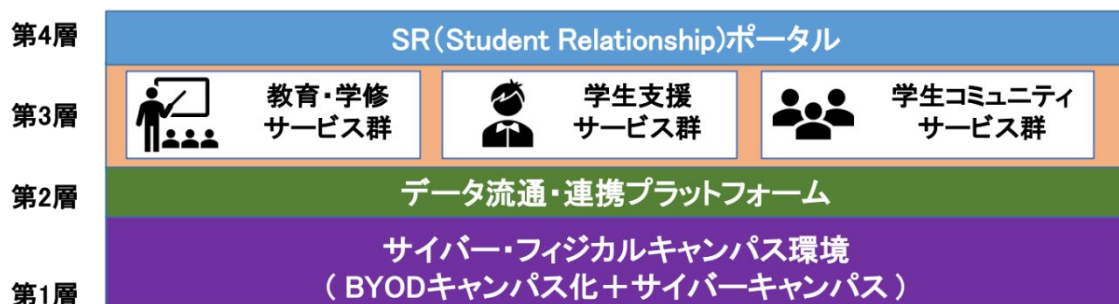 第4層
SR(Student Relationship)ポータル
第3層
教育・学修
サービス群
学生支援
サービス群
学生コミュニティ
サービス群
第2層
データ流通・連携プラットフォーム
サイバー・フィジカルキャンパス環境
( BYODキャンパス化＋サイバーキャンパス )
第1層